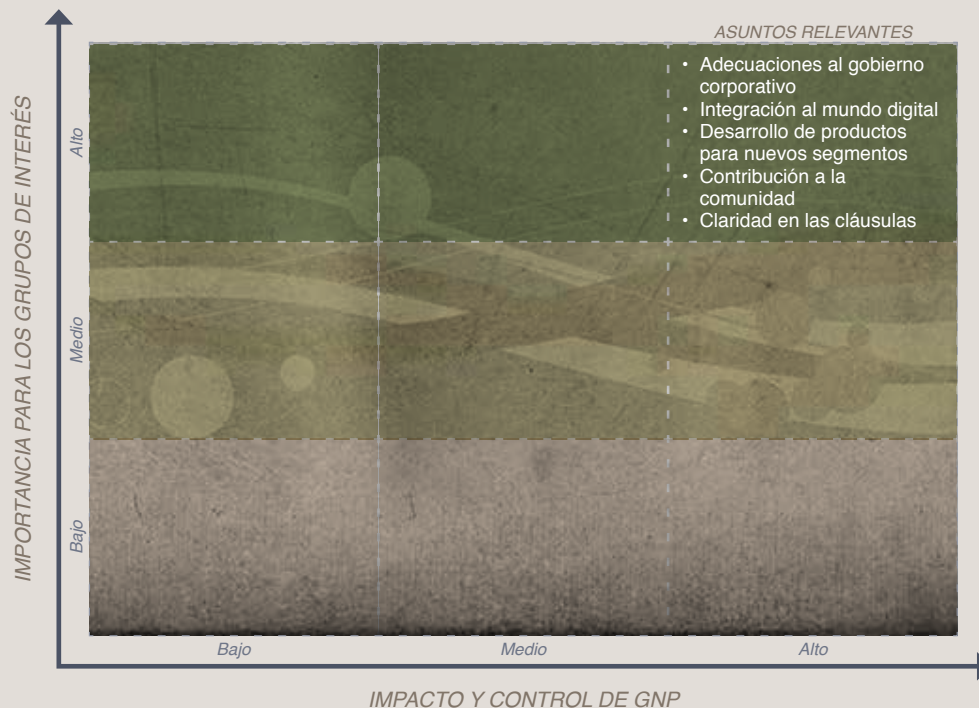 ASUNTOS RELEVANTES
• Adecuaciones al gobierno
corporativo
• Integración al mundo digital
• Desarrollo de productos
para nuevos segmentos
• Contribución a la
comunidad
• Claridad en las cláusulas
IMPORTANCIA PARA LOS GRUPOS DE INTERÉS
Alto
Medio
Bajo
Bajo
Medio
Alto
IMPACTO Y CONTROL DE GNP